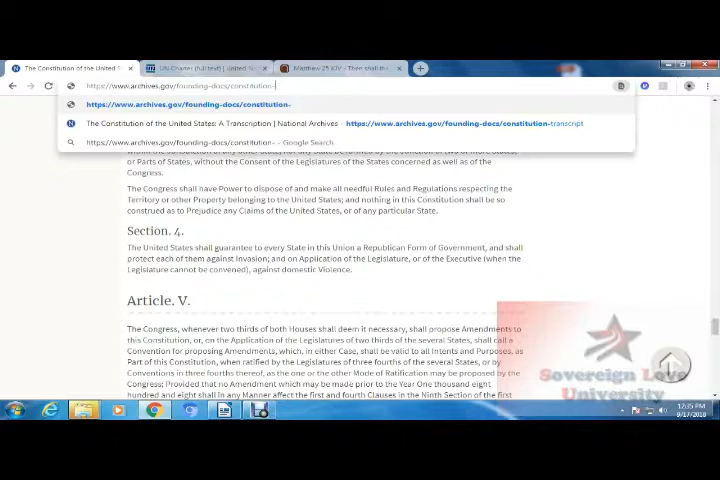 The Constitution of the United S
UN Charter (full text) | United N
Matthew 25 KJV - Then shall th
https://www.archives.gov/founding-docs/constitution-
https://www.archives.gov/founding-docs/constitution-
The Constitution of the United States: A Transcription | National Archives - https://www.archives.gov/founding-docs/constitution-transcript
https://www.archives.gov/founding-docs/constitution- - Google Search
or Parts of States, without the Consent of the Legislatures of the States concerned as well as of the
Congress.
The Congress shall have Power to dispose of and make all needful Rules and Regulations respecting the
Territory or other Property belonging to the United States; and nothing in this Constitution shall be so
construed as to Prejudice any Claims of the United States, or of any particular State.
Section. 4.
The United States shall guarantee to every State in this Union a Republican Form of Government, and shall
protect each of them against Invasion; and on Application of the Legislature, or of the Executive (when the
Legislature cannot be convened), against domestic Violence.
Article. V.
The Congress, whenever two thirds of both Houses shall deem it necessary, shall propose Amendments to
this Constitution, or, on the Application of the Legislatures of two thirds of the several States, shall call a
Convention for proposing Amendments, which, in either Case, shall be valid to all Intents and Purposes, as
Part of this Constitution, when ratified by the Legislatures of three fourths of the several States, or by
Conventions in three fourths thereof, as the one or the other Mode of Ratification may be proposed by the
Congress; Provided that no Amendment which may be made prior to the Year One thousand eight
hundred and eight shall in any Manner affect the first and fourth Clauses in the Ninth Section of the first
Sovereign Love
University
12:35 PM
9/17/2018